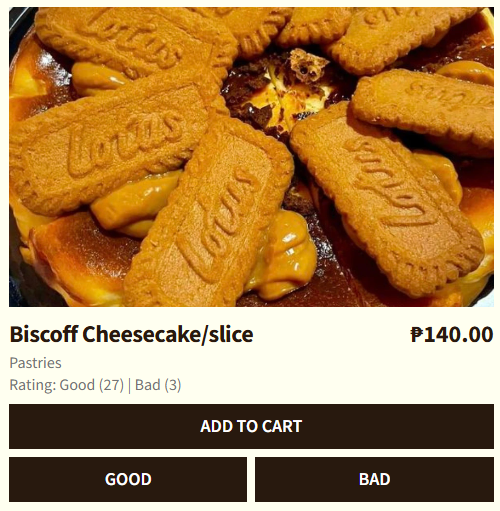 Lotus
Lotus
Lotus
Lotus
Lotus
Biscoff Cheesecake/slice
₱140.00
Pastries
Rating: Good (27) | Bad (3)
ADD TO CART
GOOD
BAD